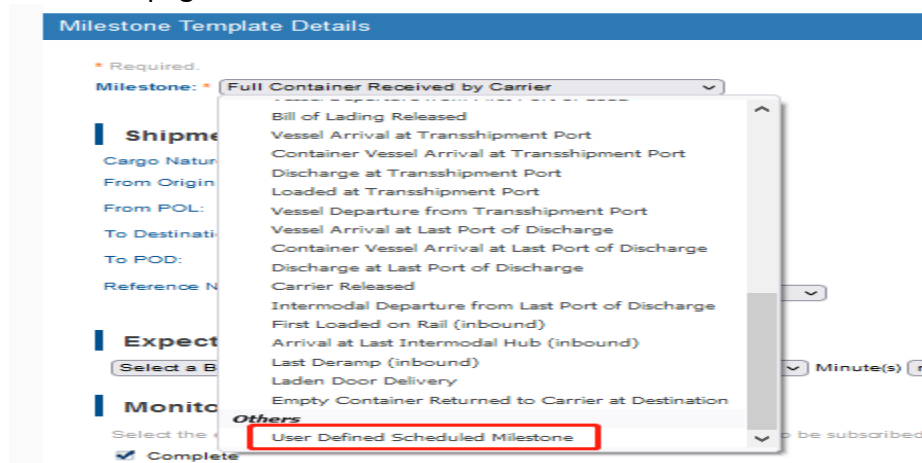 Milestone Template Details
* Required.
Milestone: * Full Container Received by Carrier
Bill of Lading Released
Vessel Arrival at Transshipment Port
Container Vessel Arrival at Transshipment Port
Discharge at Transshipment Port
Loaded at Transshipment Port
Vessel Departure from Transshipment Port
Vessel Arrival at Last Port of Discharge
Container Vessel Arrival at Last Port of Discharge
Discharge at Last Port of Discharge
Carrier Released
Intermodal Departure from Last Port of Discharge
First Loaded on Rail (inbound)
Arrival at Last Intermodal Hub (inbound)
Last Deramp (inbound)
Laden Door Delivery
Empty Container Returned to Carrier at Destination
Others
User Defined Scheduled Milestone
Shipme
Cargo Natur
From Origin
From POL:
To Destinati
To POD:
Reference N
Expect
Select a B
Minute(s)
Monito
Select the
be subscribed
Complete